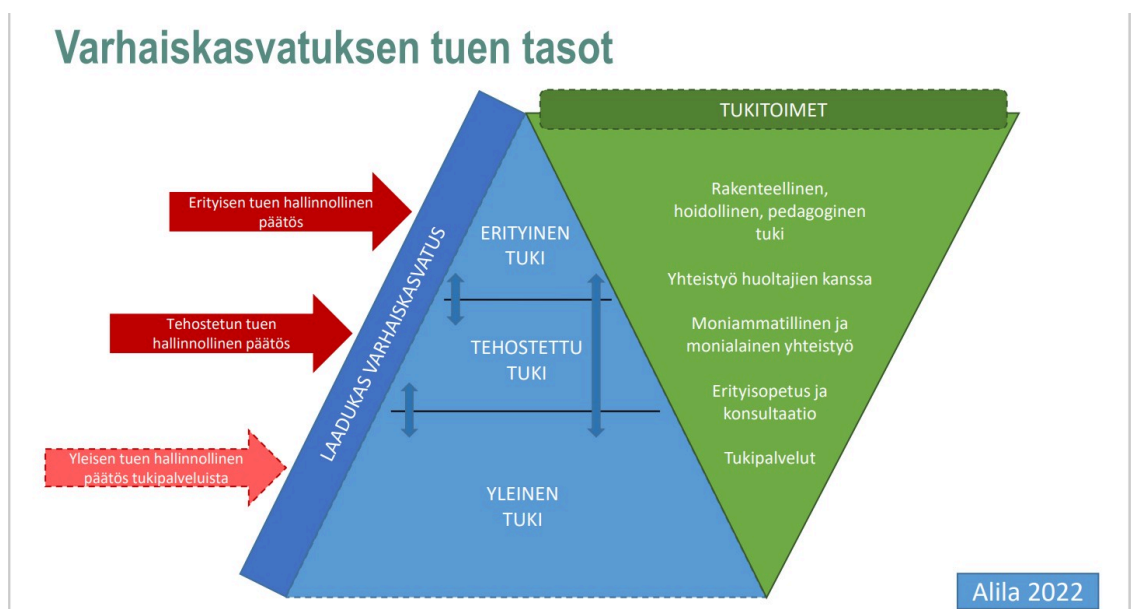 Varhaiskasvatuksen tuen tasot
TUKITOIMET
Erityisen tuen hallinnollinen
päätös
Tehostetun tuen
hallinnollinen päätös
Yleisen tuen hallinnollinen
päätös tukipalveluista
LAADUKAS VARHAISKASVATUS
ERITYINEN
TUKI
TEHOSTETTU
TUKI
YLEINEN
TUKI
Rakenteellinen,
hoidollinen, pedagoginen
tuki
Yhteistyö huoltajien kanssa
Moniammatillinen ja
monialainen yhteistyö
Erityisopetus ja
konsultaatio
Tukipalvelut
Alila 2022